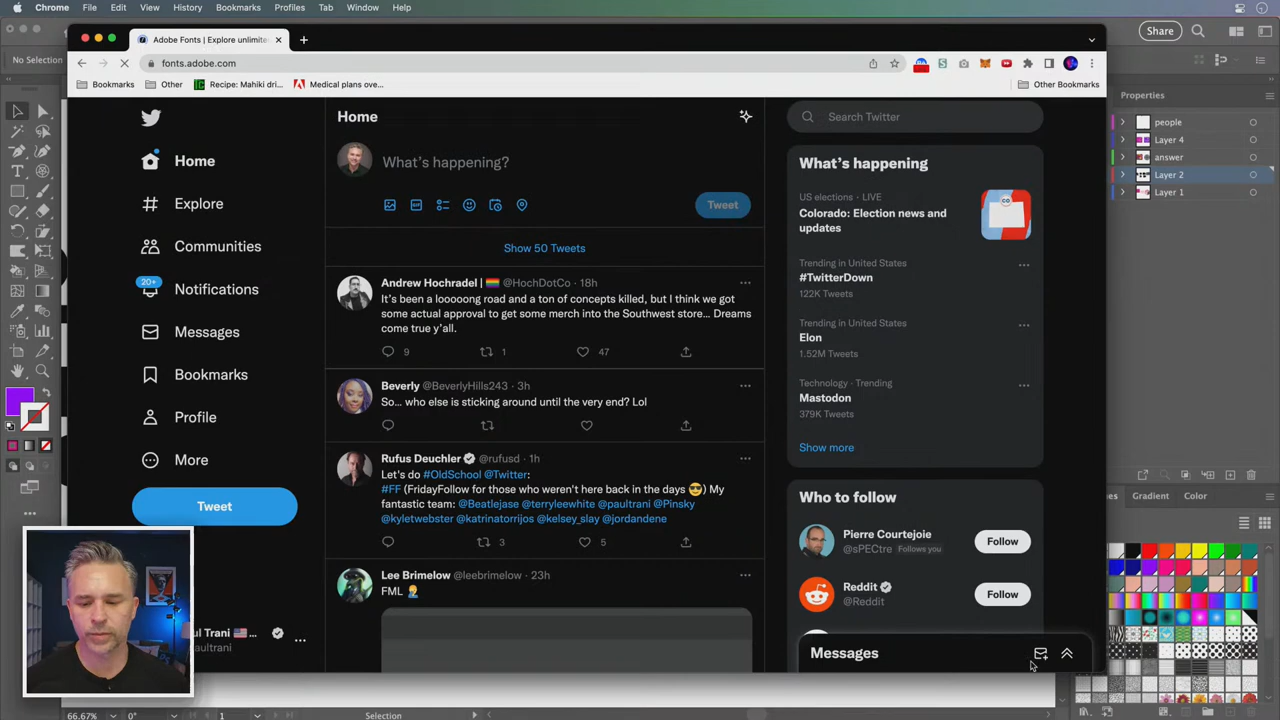 Chrome File Edit View History Bookmarks Profiles Tab Window Help
Share
No Selection
Adobe Fonts | Explore unlimite
fonts.adobe.com
Bookmarks Other Recipe: Mahiki dri... Medical plans ove... Other Bookmarks
Home
Explore
Communities
20+
Notifications
Messages
Bookmarks
Profile
More
Tweet
ul Trani 🇺🇸 ...
aultrani
Home
What's happening?
Tweet
Show 50 Tweets
Andrew Hochradel | 🏳️‍🌈 @HochDotCo · 18h
It's been a looooong road and a ton of concepts killed, but I think we got
some actual approval to get some merch into the Southwest store... Dreams
come true y'all.
9 1 47
Beverly @BeverlyHills243 · 3h
So... who else is sticking around until the very end? Lol
Rufus Deuchler @rufusd · 1h
Let's do #OldSchool @Twitter:
#FF (FridayFollow for those who weren't here back in the days 😎) My
fantastic team: @Beatlejase @terryleewhite @paultrani @Pinsky
@kyletwebster @katrinatorrijos @kelsey_slay @jordandene
3 5
Lee Brimelow @leebrimelow · 23h
FML 🤦‍♂️
Search Twitter
What's happening
US elections · LIVE
Colorado: Election news and
updates
CO
Trending in United States
#TwitterDown
122K Tweets
Trending in United States
Elon
1.52M Tweets
Technology · Trending
Mastodon
379K Tweets
Show more
Who to follow
Pierre Courtejoie
@sPECtre Follows you
Follow
Reddit
@Reddit
Follow
Messages
Properties
people
Layer 4
answer
Layer 2
Layer 1
es Gradient Color
66.67% 0° 1 Selection